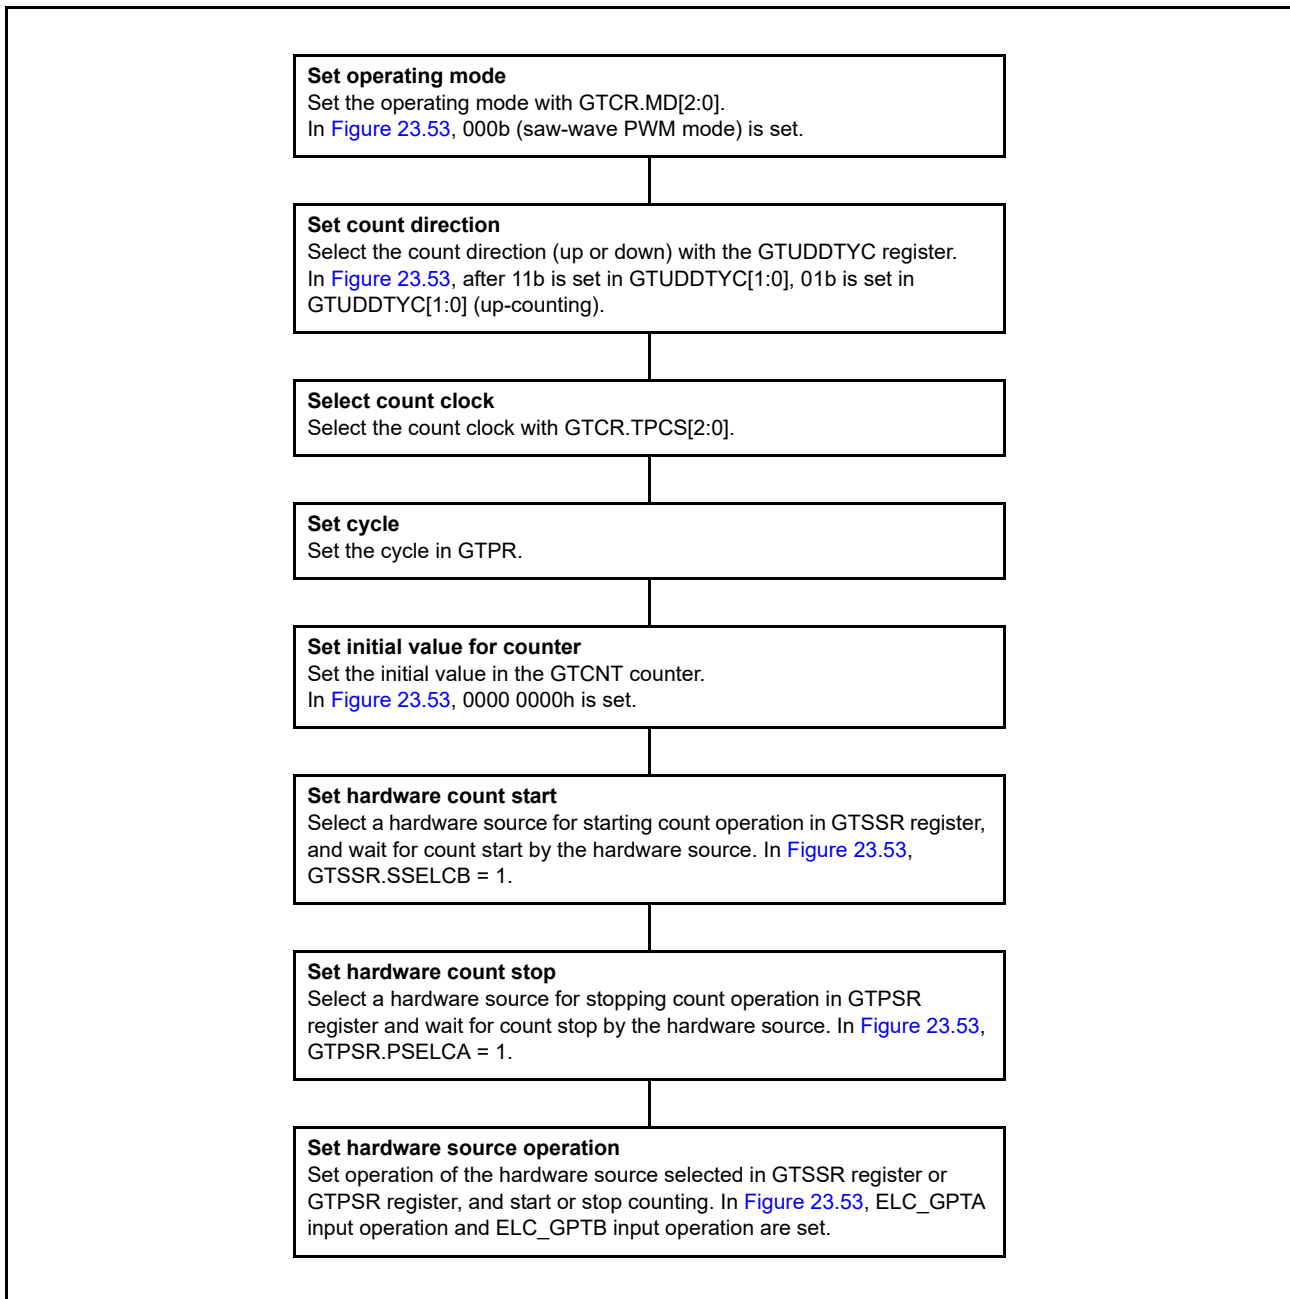 Set operating mode
Set the operating mode with GTCR.MD[2:0].
In Figure 23.53, 000b (saw-wave PWM mode) is set.
Set count direction
Select the count direction (up or down) with the GTUDDTYC register.
In Figure 23.53, after 11b is set in GTUDDTYC[1:0], 01b is set in
GTUDDTYC[1:0] (up-counting).
Select count clock
Select the count clock with GTCR.TPCS[2:0].
Set cycle
Set the cycle in GTPR.
Set initial value for counter
Set the initial value in the GTCNT counter.
In Figure 23.53, 0000 0000h is set.
Set hardware count start
Select a hardware source for starting count operation in GTSSR register,
and wait for count start by the hardware source. In Figure 23.53,
GTSSR.SSELCB = 1.
Set hardware count stop
Select a hardware source for stopping count operation in GTPSR
register and wait for count stop by the hardware source. In Figure 23.53,
GTPSR.PSELCA = 1.
Set hardware source operation
Set operation of the hardware source selected in GTSSR register or
GTPSR register, and start or stop counting. In Figure 23.53, ELC_GPTA
input operation and ELC_GPTB input operation are set.